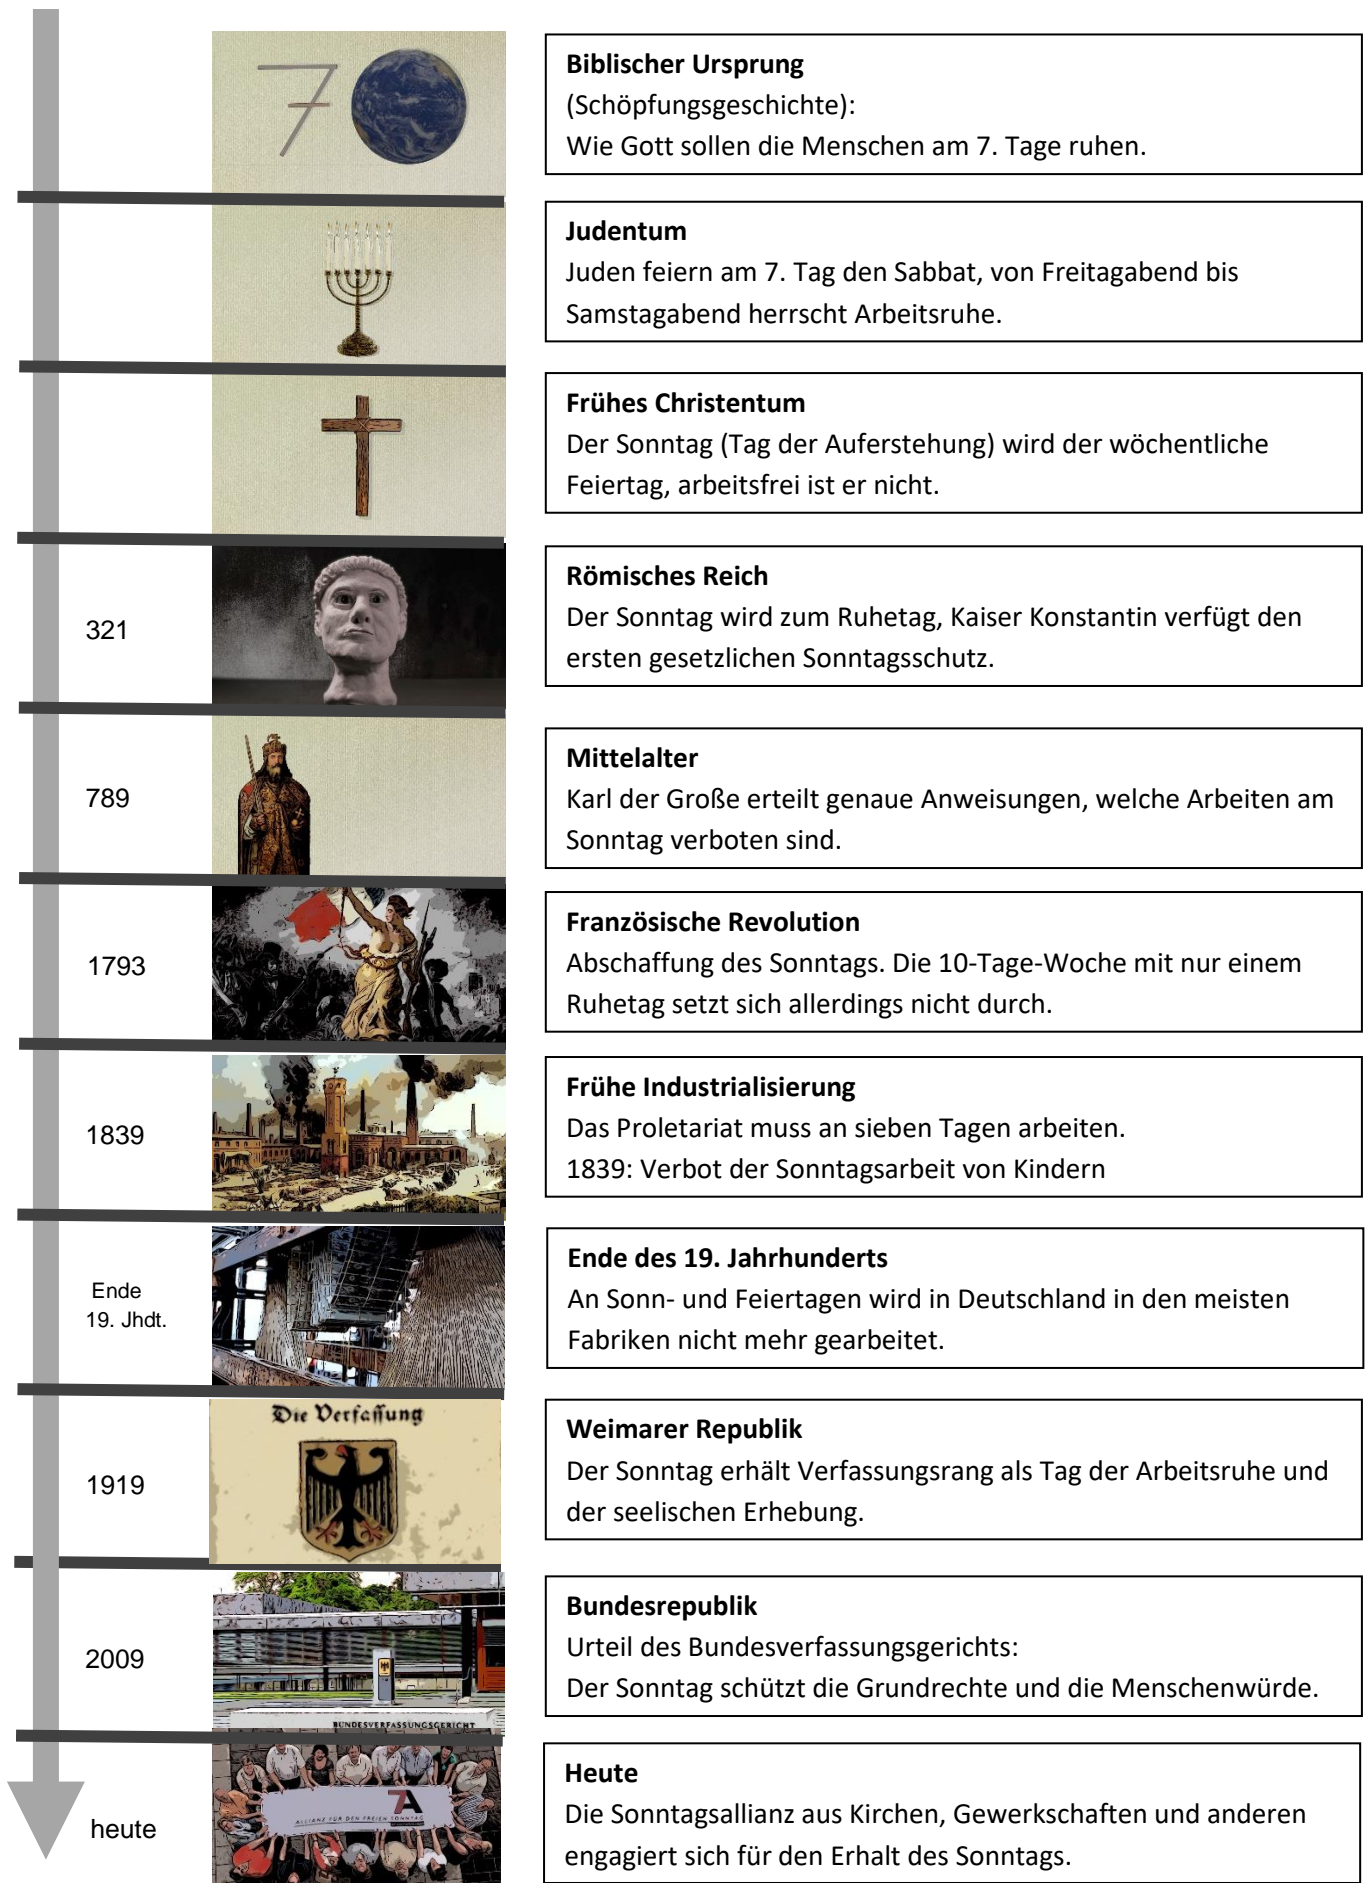 7
Biblischer Ursprung
(Schöpfungsgeschichte):
Wie Gott sollen die Menschen am 7. Tage ruhen.
Judentum
Juden feiern am 7. Tag den Sabbat, von Freitagabend bis
Samstagabend herrscht Arbeitsruhe.
Frühes Christentum
Der Sonntag (Tag der Auferstehung) wird der wöchentliche
Feiertag, arbeitsfrei ist er nicht.
321
Römisches Reich
Der Sonntag wird zum Ruhetag, Kaiser Konstantin verfügt den
ersten gesetzlichen Sonntagsschutz.
789
Mittelalter
Karl der Große erteilt genaue Anweisungen, welche Arbeiten am
Sonntag verboten sind.
1793
Französische Revolution
Abschaffung des Sonntags. Die 10-Tage-Woche mit nur einem
Ruhetag setzt sich allerdings nicht durch.
1839
Frühe Industrialisierung
Das Proletariat muss an sieben Tagen arbeiten.
1839: Verbot der Sonntagsarbeit von Kindern
Ende
19. Jhdt.
Ende des 19. Jahrhunderts
An Sonn- und Feiertagen wird in Deutschland in den meisten
Fabriken nicht mehr gearbeitet.
1919
Die Verfassung
Weimarer Republik
Der Sonntag erhält Verfassungsrang als Tag der Arbeitsruhe und
der seelischen Erhebung.
2009
BUNDESVERFASSUNGSGERICHT
Bundesrepublik
Urteil des Bundesverfassungsgerichts:
Der Sonntag schützt die Grundrechte und die Menschenwürde.
heute
7A
ALLIANZ FÜR DEN FREIEN SONNTAG
Heute
Die Sonntagsallianz aus Kirchen, Gewerkschaften und anderen
engagiert sich für den Erhalt des Sonntags.